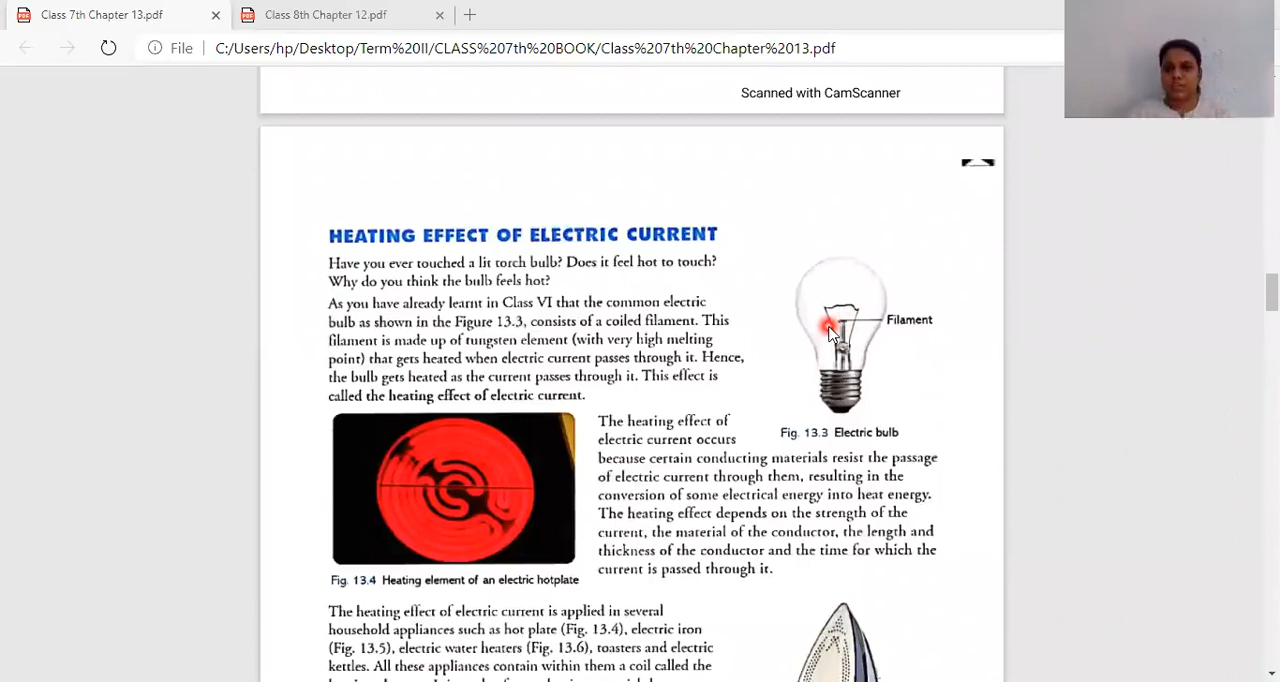 Class 7th Chapter 13.pdf
Class 8th Chapter 12.pdf
File
C:/Users/hp/Desktop/Term%20II/CLASS%207th%20BOOK/Class%207th%20Chapter%2013.pdf
Scanned with CamScanner
HEATING EFFECT OF ELECTRIC CURRENT
Have you ever touched a lit torch bulb? Does it feel hot to touch?
Why do you think the bulb feels hot?
As you have already learnt in Class VI that the common electric
bulb as shown in the Figure 13.3, consists of a coiled filament. This
filament is made up of tungsten element (with very high melting
point) that gets heated when electric current passes through it. Hence,
the bulb gets heated as the current passes through it. This effect is
called the heating effect of electric current.
Filament
Fig. 13.3 Electric bulb
The heating effect of
electric current occurs
because certain conducting materials resist the passage
of electric current through them, resulting in the
conversion of some electrical energy into heat energy.
The heating effect depends on the strength of the
current, the material of the conductor, the length and
thickness of the conductor and the time for which the
current is passed through it.
Fig. 13.4 Heating element of an electric hotplate
The heating effect of electric current is applied in several
household appliances such as hot plate (Fig. 13.4), electric iron
(Fig. 13.5), electric water heaters (Fig. 13.6), toasters and electric
kettles. All these appliances contain within them a coil called the